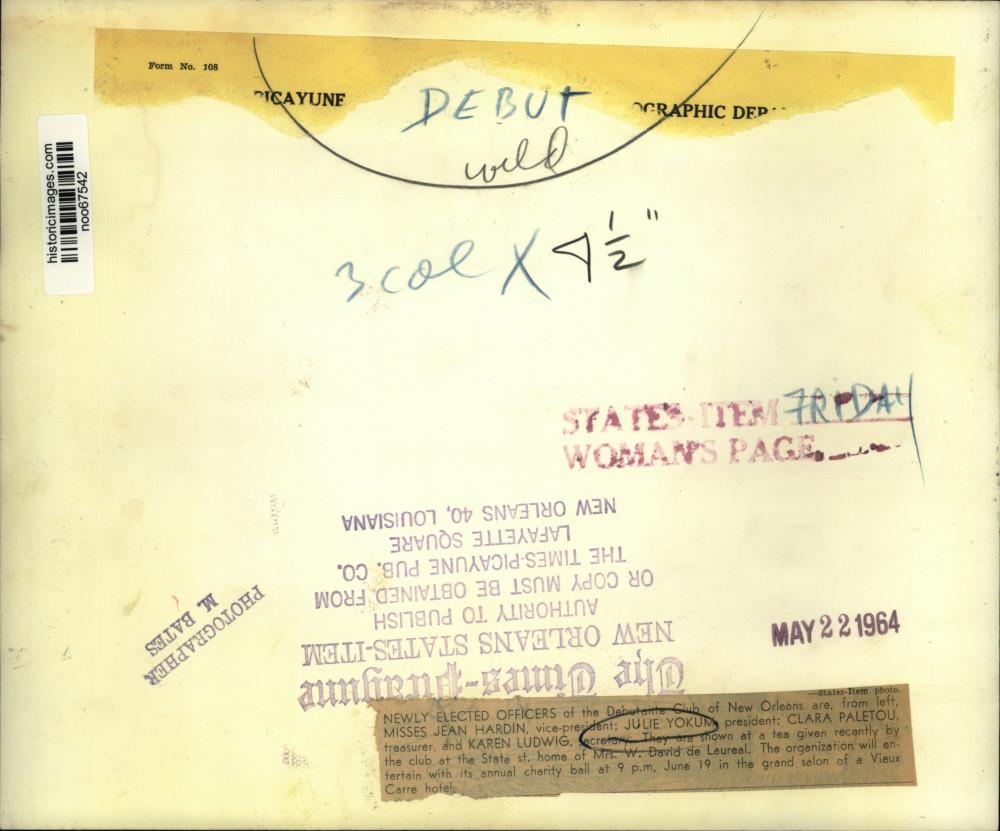 Form No. 108
PICAYUNE
OGRAPHIC DEP
DEBUT
wild
historicimages.com
noo67542
3 col X 9 1/2"
STATES-ITEM FRIDAY
WOMAN'S PAGE
The Times-Picayune
NEW ORLEANS STATES-ITEM
AUTHORITY TO PUBLISH
OR COPY MUST BE OBTAINED FROM
THE TIMES-PICAYUNE PUB. CO.
LAFAYETTE SQUARE
NEW ORLEANS 40, LOUISIANA
PHOTOGRAPHER
M. BATES
MAY 22 1964
—States-Item photo.
NEWLY ELECTED OFFICERS of the Debutante Club of New Orleans are, from left,
MISSES JEAN HARDIN, vice-president; JULIE YOKUM, president; CLARA PALETOU,
treasurer, and KAREN LUDWIG, secretary. They are shown at a tea given recently by
the club at the State st. home of Mrs. W. David de Laureal. The organization will en-
tertain with its annual charity ball at 9 p.m. June 19 in the grand salon of a Vieux
Carre hotel.